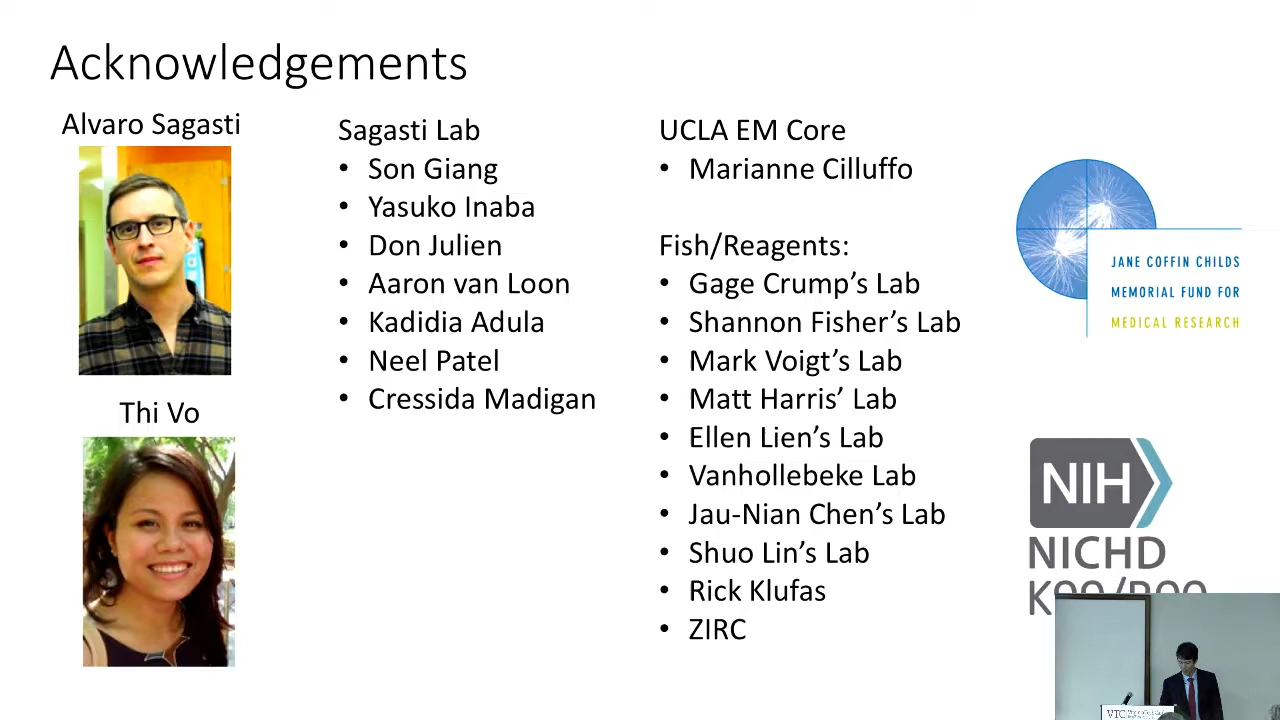 Acknowledgements
Alvaro Sagasti
Thi Vo
Sagasti Lab
• Son Giang
• Yasuko Inaba
• Don Julien
• Aaron van Loon
• Kadidia Adula
• Neel Patel
• Cressida Madigan
UCLA EM Core
• Marianne Cilluffo
Fish/Reagents:
• Gage Crump’s Lab
• Shannon Fisher’s Lab
• Mark Voigt’s Lab
• Matt Harris’ Lab
• Ellen Lien’s Lab
• Vanhollebeke Lab
• Jau-Nian Chen’s Lab
• Shuo Lin’s Lab
• Rick Klufas
• ZIRC
JANE COFFIN CHILDS
MEMORIAL FUND FOR
MEDICAL RESEARCH
NIH
NICHD
K99/R00
VTC